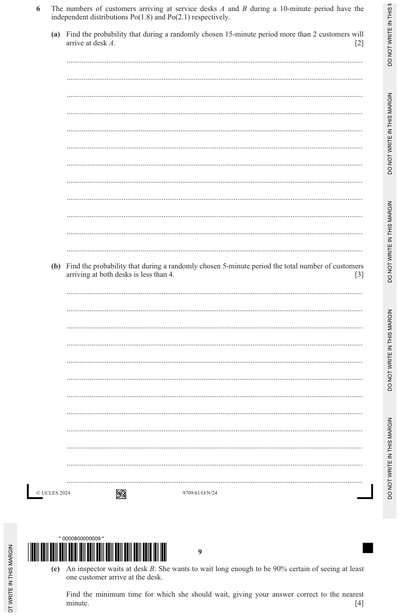 6 The numbers of customers arriving at service desks A and B during a 10-minute period have the
independent distributions Po(1.8) and Po(2.1) respectively.
(a) Find the probability that during a randomly chosen 15-minute period more than 2 customers will
arrive at desk A. [2]
(b) Find the probability that during a randomly chosen 5-minute period the total number of customers
arriving at both desks is less than 4. [3]
© UCLES 2024 9709/61/O/N/24
DO NOT WRITE IN THIS MARGIN
DO NOT WRITE IN THIS MARGIN
DO NOT WRITE IN THIS MARGIN
DO NOT WRITE IN THIS MARGIN
DO NOT WRITE IN THIS MARGIN
* 0000800000009 *
9
(c) An inspector waits at desk B. She wants to wait long enough to be 90% certain of seeing at least
one customer arrive at the desk.
Find the minimum time for which she should wait, giving your answer correct to the nearest
minute. [4]
OT WRITE IN THIS MARGIN